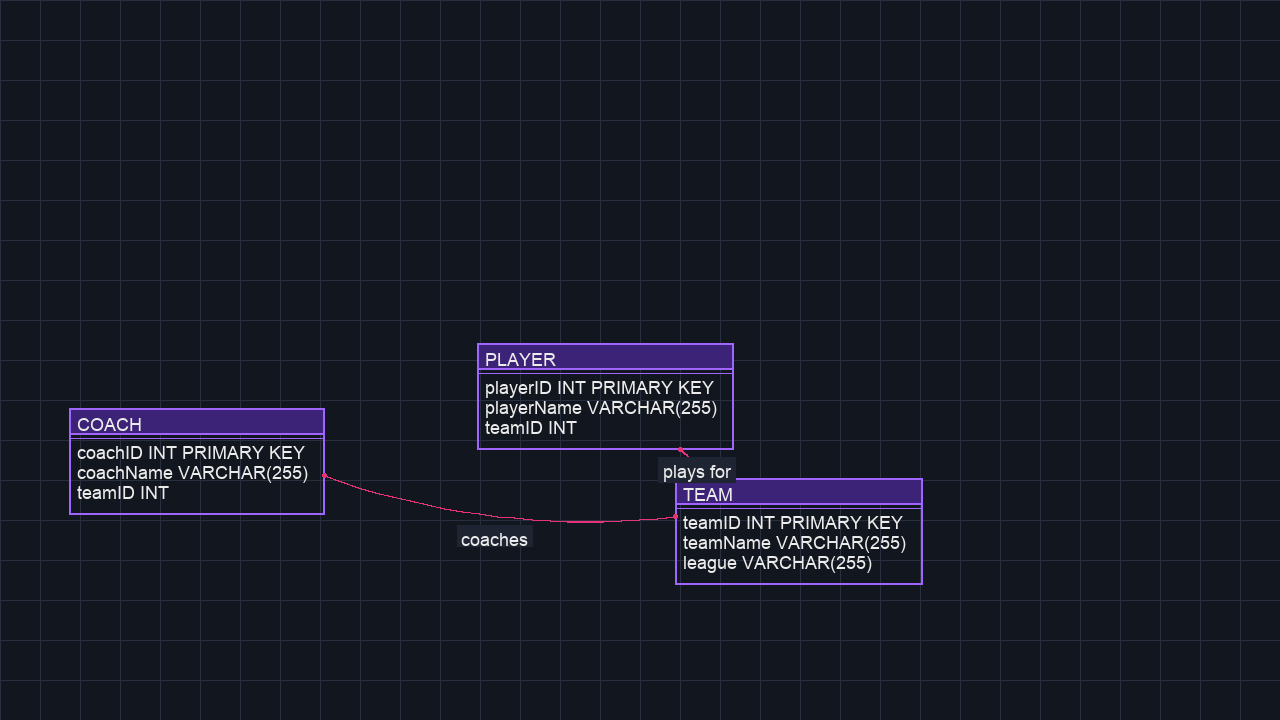 PLAYER
playerID INT PRIMARY KEY
playerName VARCHAR(255)
teamID INT
COACH
coachID INT PRIMARY KEY
coachName VARCHAR(255)
teamID INT
plays for
TEAM
teamID INT PRIMARY KEY
teamName VARCHAR(255)
league VARCHAR(255)
coaches